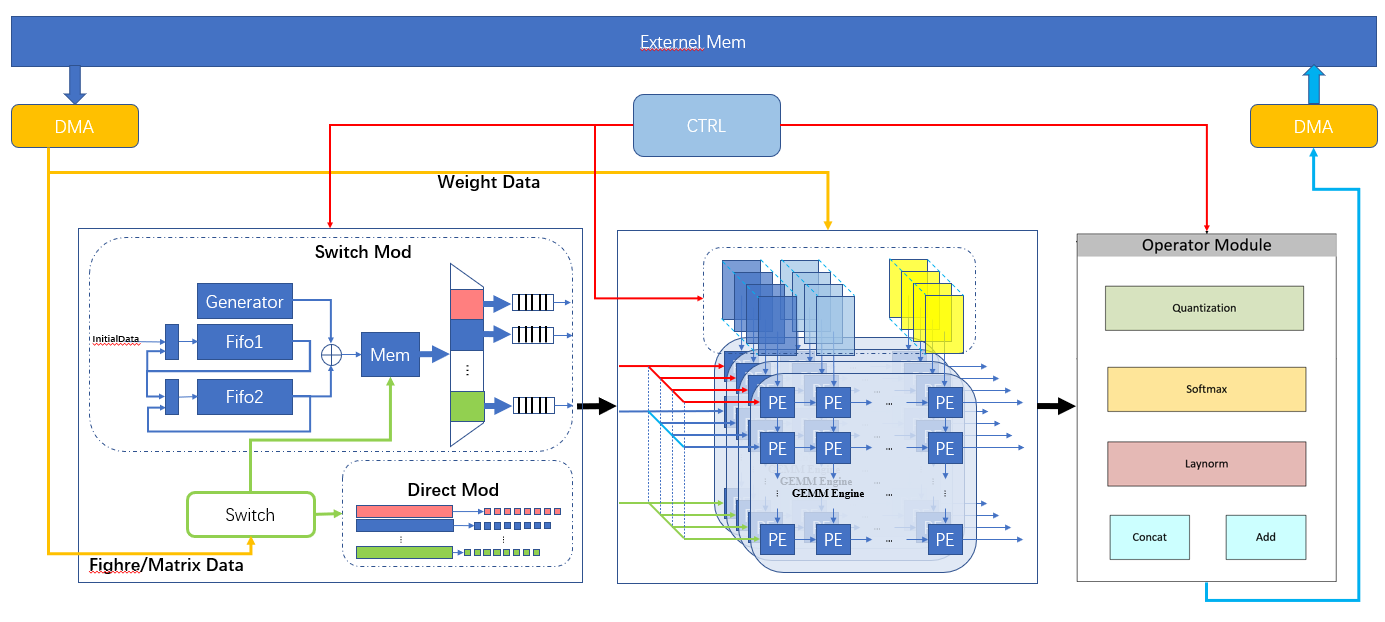 Externel Mem
DMA
CTRL
DMA
Weight Data
Switch Mod
Generator
InitialData
Fifo1
Mem
Fifo2
⋮
Direct Mod
⋮
Switch
Fighre/Matrix Data
PE PE ... PE
PE PE ... PE
GEMM Engine
⋮ GEMM Engine ... ⋮
PE PE ... PE
Operator Module
Quantization
Softmax
Laynorm
Concat
Add